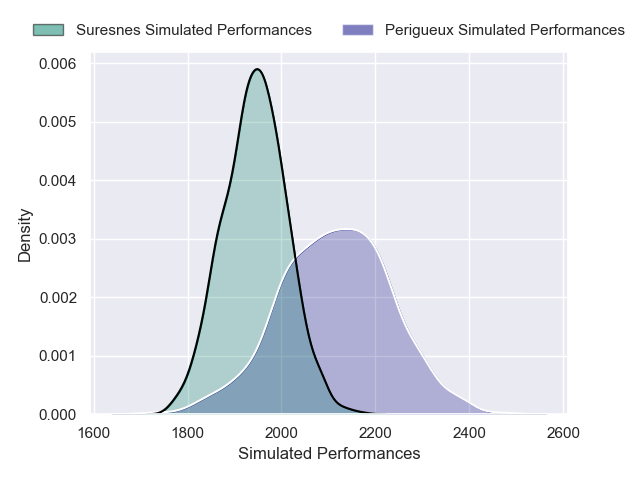 Suresnes Simulated Performances
Perigueux Simulated Performances
0.006
0.005
0.004
0.003
0.002
0.001
0.000
Density
1600 1800 2000 2200 2400 2600
Simulated Performances